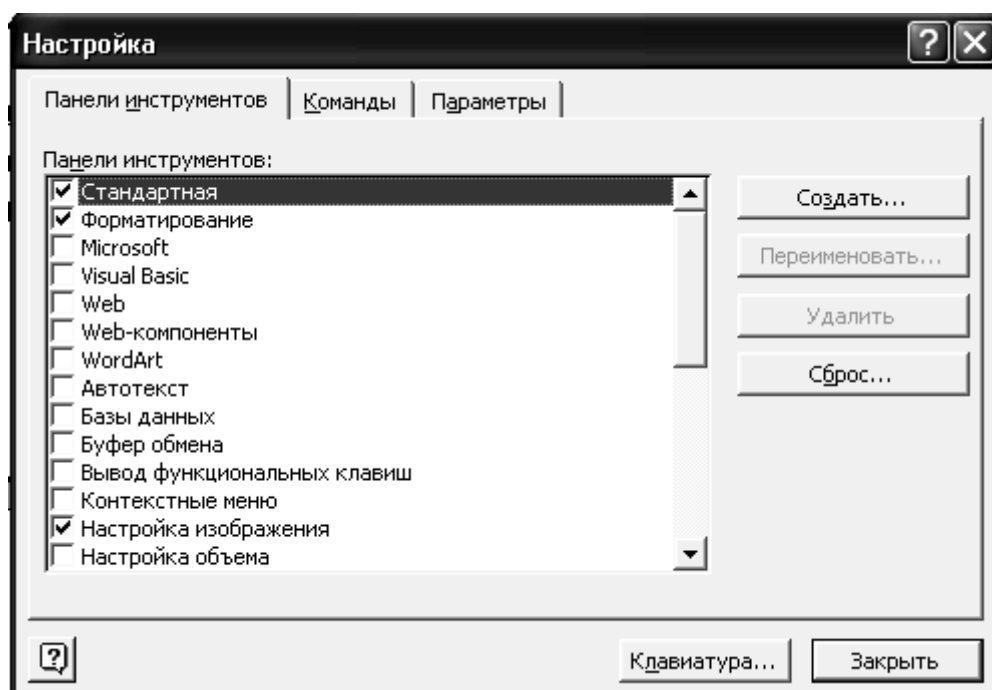 Настройка
Панели инструментов Команды Параметры
Панели инструментов:
Стандартная
Форматирование
Microsoft
Visual Basic
Web
Web-компоненты
WordArt
Автотекст
Базы данных
Буфер обмена
Вывод функциональных клавиш
Контекстные меню
Настройка изображения
Настройка объема
Создать...
Переименовать...
Удалить
Сброс...
Клавиатура... Закрыть